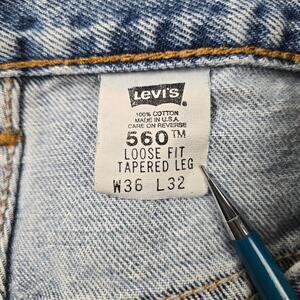 LEVI'S
100% COTTON
MADE IN U.S.A.
CARE ON REVERSE
560™
LOOSE FIT
TAPERED LEG
W36 L32